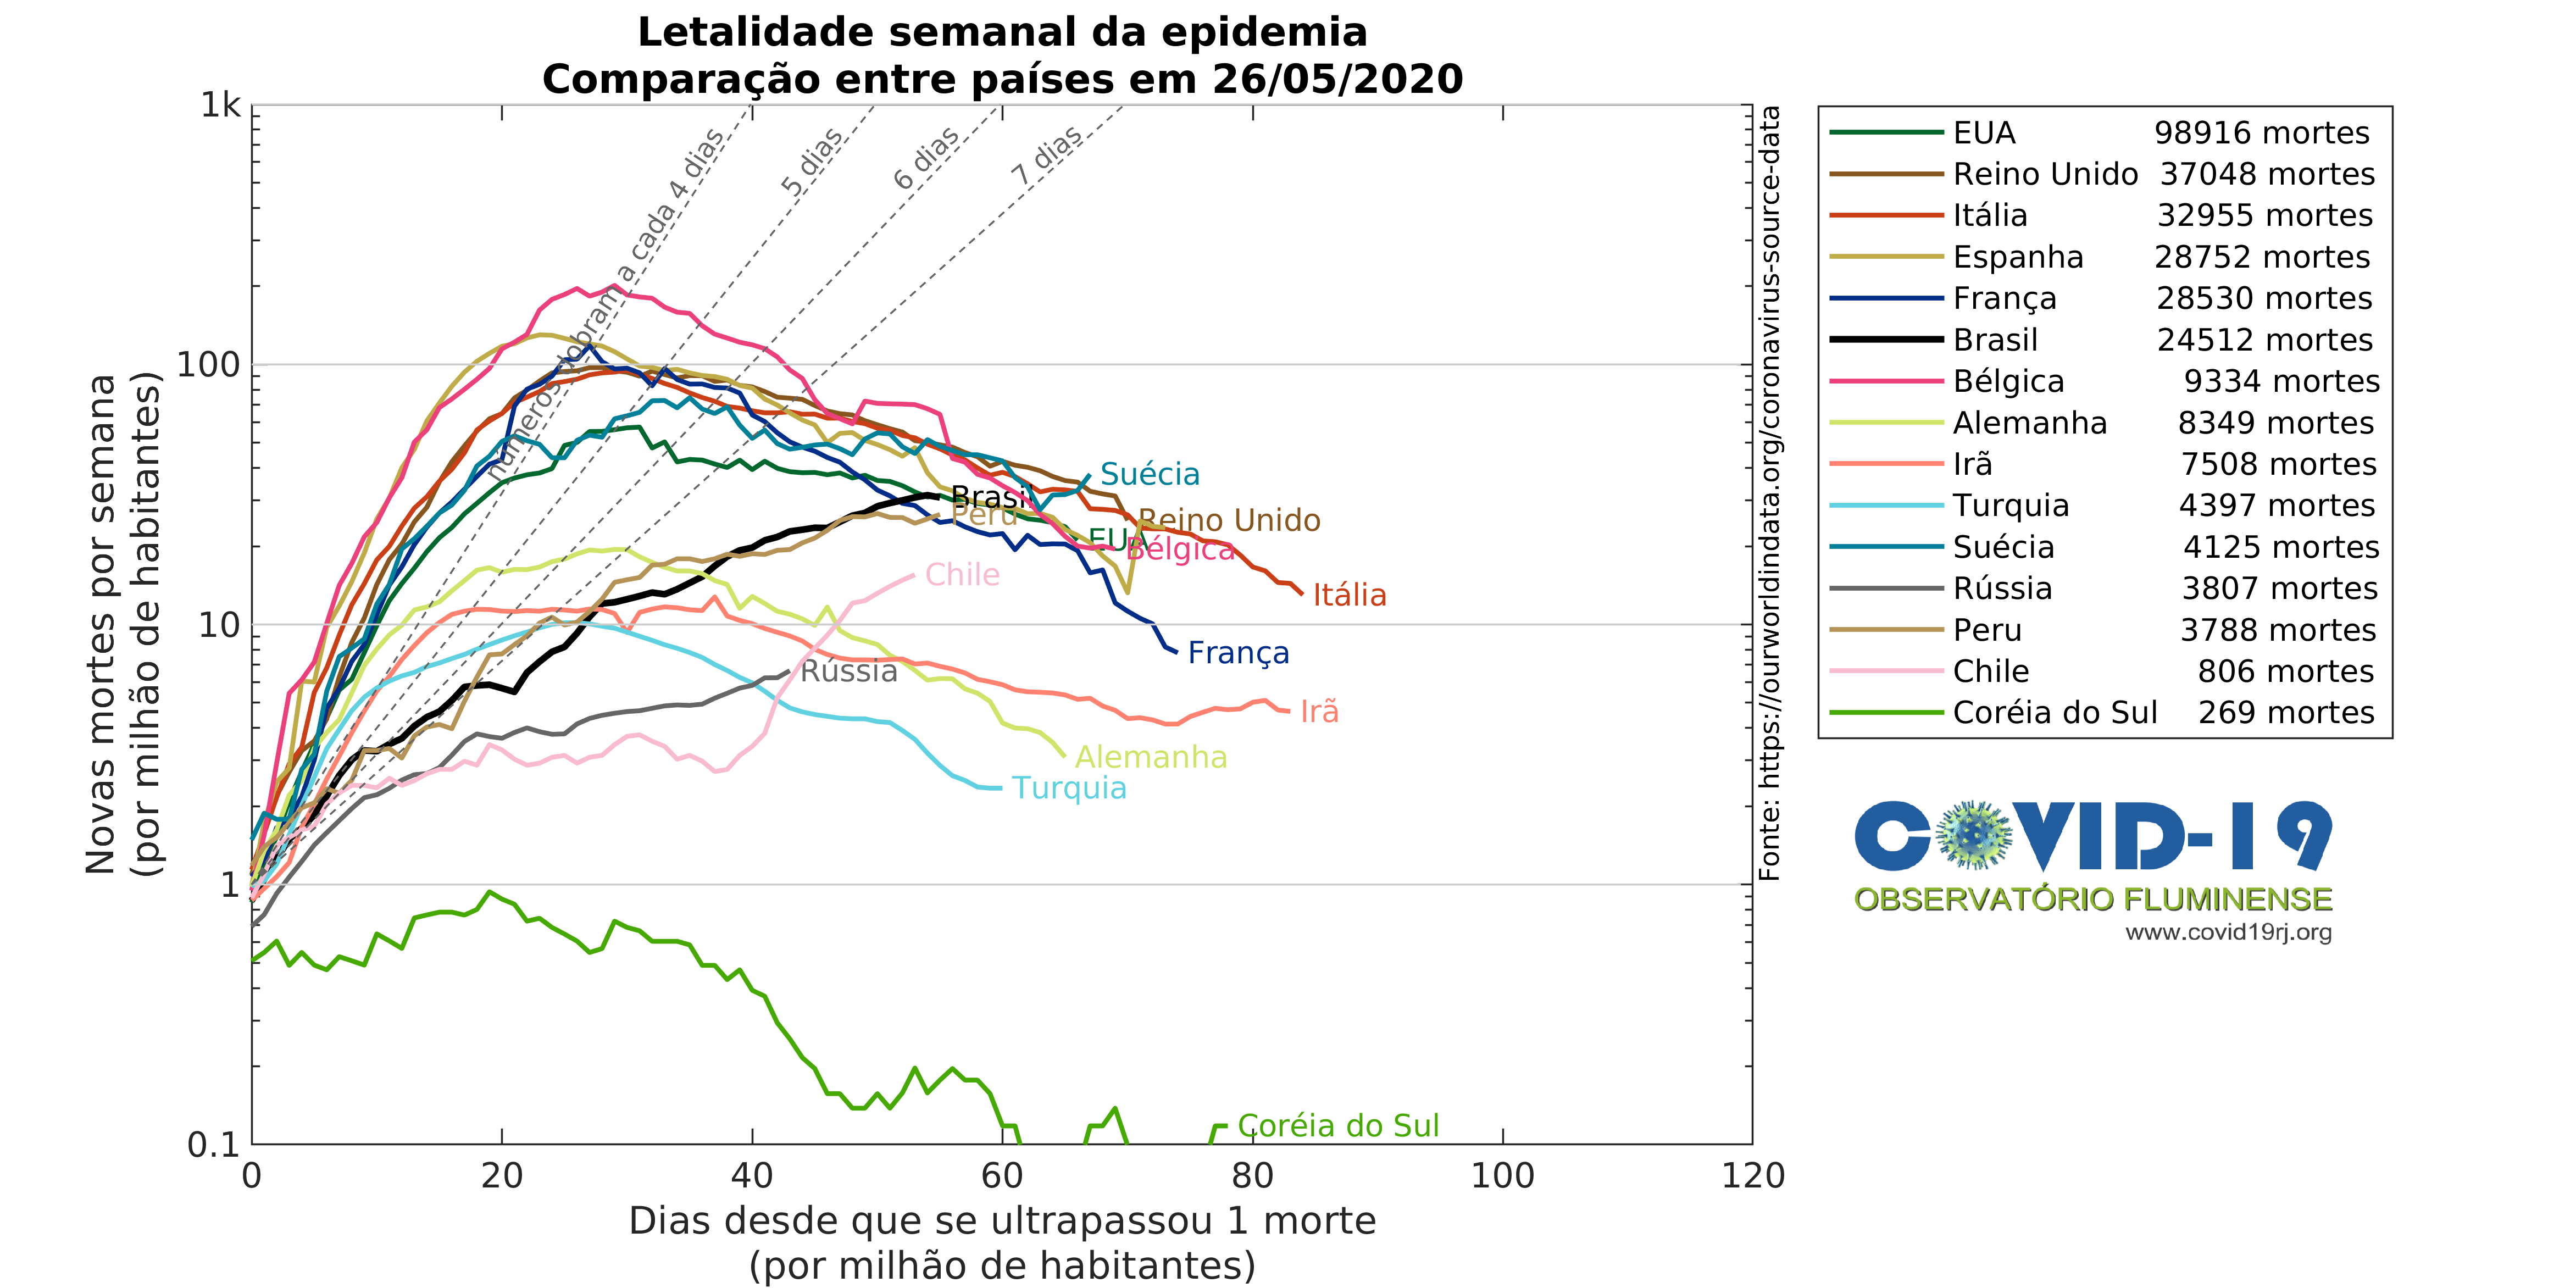 Letalidade semanal da epidemia
Comparação entre países em 26/05/2020
Novas mortes por semana
(por milhão de habitantes)
1k
100
10
1
0.1
números dobram a cada 4 dias
5 dias
6 dias
7 dias
Suécia
Brasil
Peru
Reino Unido
EUA
Bélgica
Chile
Itália
França
Rússia
Irã
Alemanha
Turquia
Coréia do Sul
0 20 40 60 80 100 120
Dias desde que se ultrapassou 1 morte
(por milhão de habitantes)
Fonte: https://ourworldindata.org/coronavirus-source-data
EUA 98916 mortes
Reino Unido 37048 mortes
Itália 32955 mortes
Espanha 28752 mortes
França 28530 mortes
Brasil 24512 mortes
Bélgica 9334 mortes
Alemanha 8349 mortes
Irã 7508 mortes
Turquia 4397 mortes
Suécia 4125 mortes
Rússia 3807 mortes
Peru 3788 mortes
Chile 806 mortes
Coréia do Sul 269 mortes
COVID-19
OBSERVATÓRIO FLUMINENSE
www.covid19rj.org